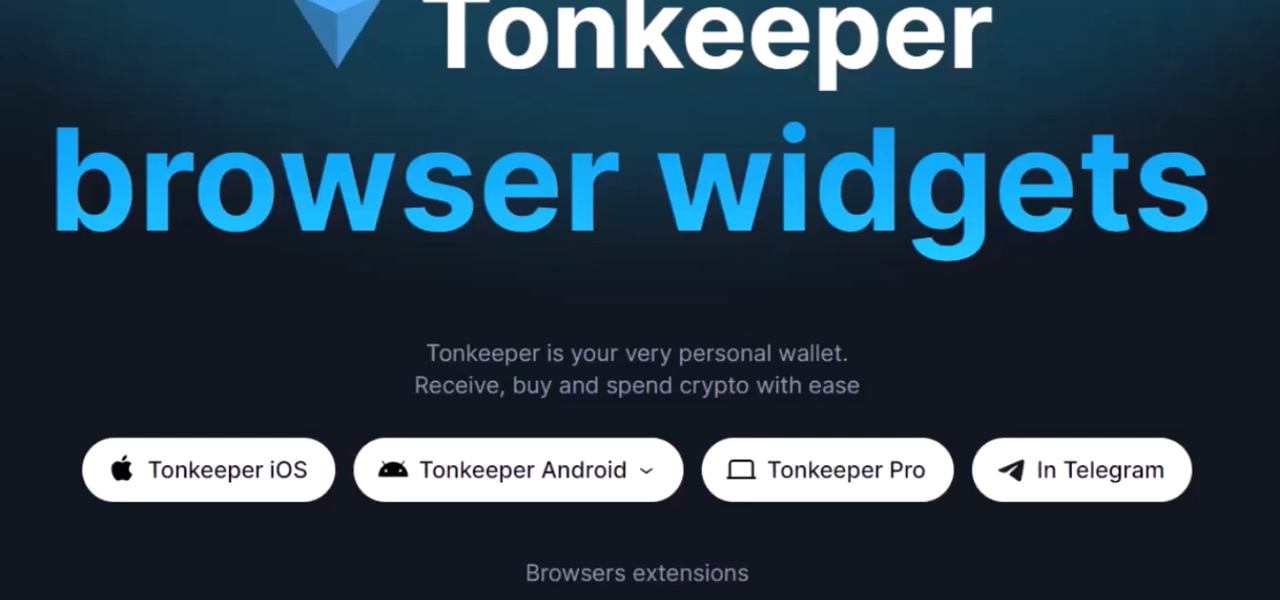 Tonkeeper
browser widgets
Tonkeeper is your very personal wallet.
Receive, buy and spend crypto with ease
Tonkeeper iOS
Tonkeeper Android
Tonkeeper Pro
In Telegram
Browsers extensions